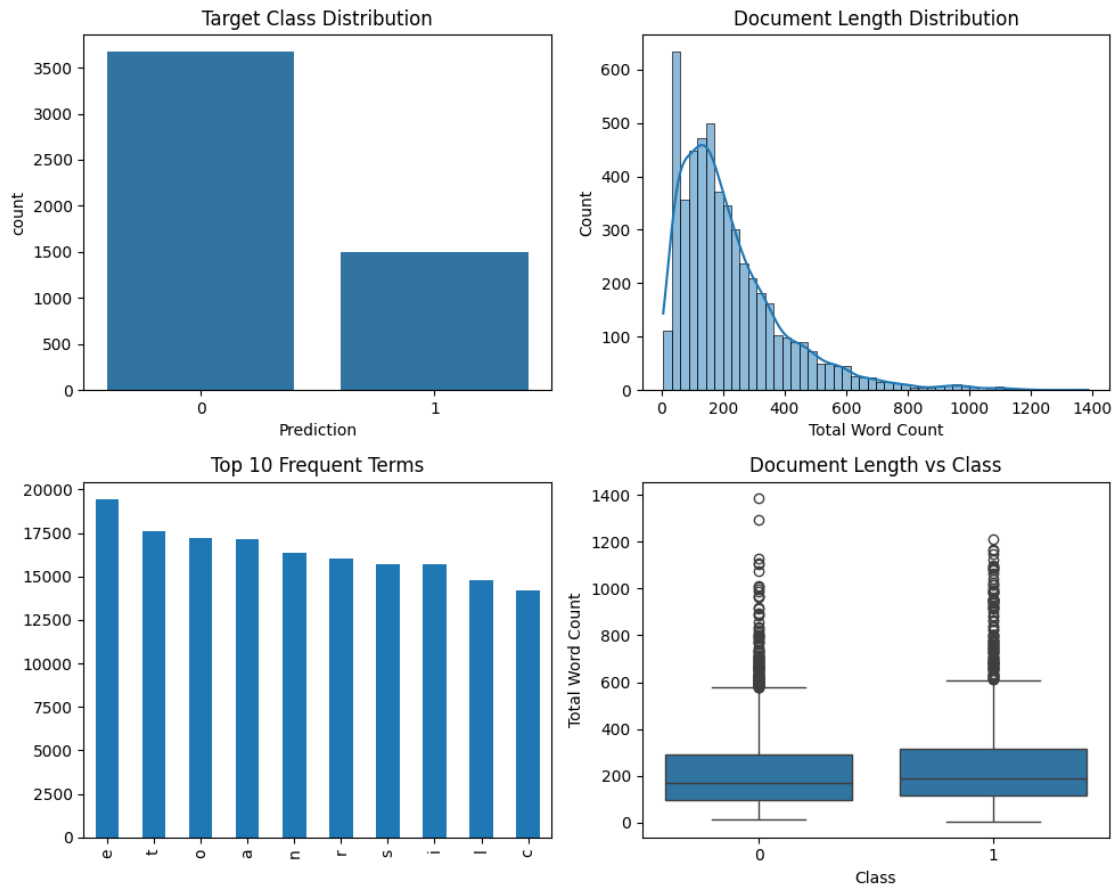 Target Class Distribution
count
3500
3000
2500
2000
1500
1000
500
0
0 1
Prediction
Document Length Distribution
Count
600
500
400
300
200
100
0
0 200 400 600 800 1000 1200 1400
Total Word Count
Top 10 Frequent Terms
20000
17500
15000
12500
10000
7500
5000
2500
0
e t o a n r s i l c
Document Length vs Class
Total Word Count
1400
1200
1000
800
600
400
200
0
0 1
Class